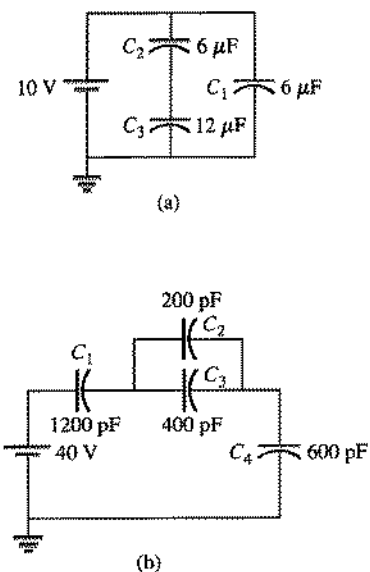 C₂ 6 μF
10 V C₁ 6 μF
C₃ 12 μF
(a)
200 pF
C₂
C₁
C₃
1200 pF 400 pF
40 V C₄ 600 pF
(b)